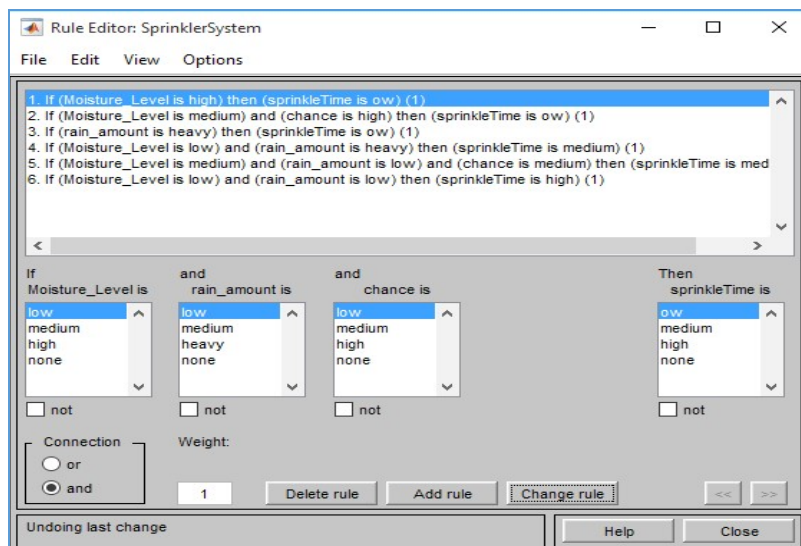 Rule Editor: SprinklerSystem
File Edit View Options
1. If (Moisture_Level is high) then (sprinkleTime is ow) (1)
2. If (Moisture_Level is medium) and (chance is high) then (sprinkleTime is ow) (1)
3. If (rain_amount is heavy) then (sprinkleTime is ow) (1)
4. If (Moisture_Level is low) and (rain_amount is heavy) then (sprinkleTime is medium) (1)
5. If (Moisture_Level is medium) and (rain_amount is low) and (chance is medium) then (sprinkleTime is med
6. If (Moisture_Level is low) and (rain_amount is low) then (sprinkleTime is high) (1)
If and and Then
Moisture_Level is rain_amount is chance is sprinkleTime is
low low low ow
medium medium medium medium
high heavy high high
none none none none
not not not not
Connection Weight:
or
and 1 Delete rule Add rule Change rule << >>
Undoing last change Help Close